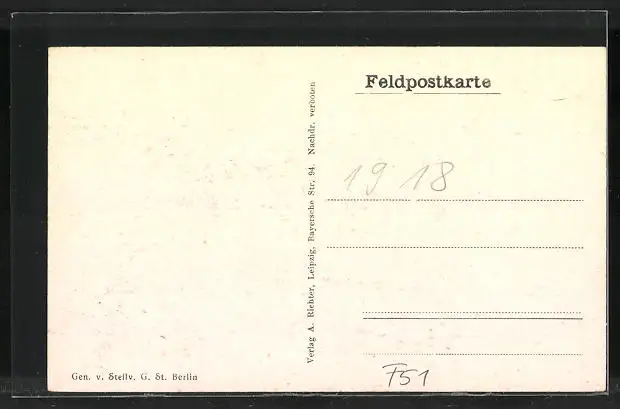 Feldpostkarte
1918
Verlag A. Richter, Leipzig, Bayersche Str. 94. Nachdr. verboten
Gen. v. Stellv. G. St. Berlin
F51